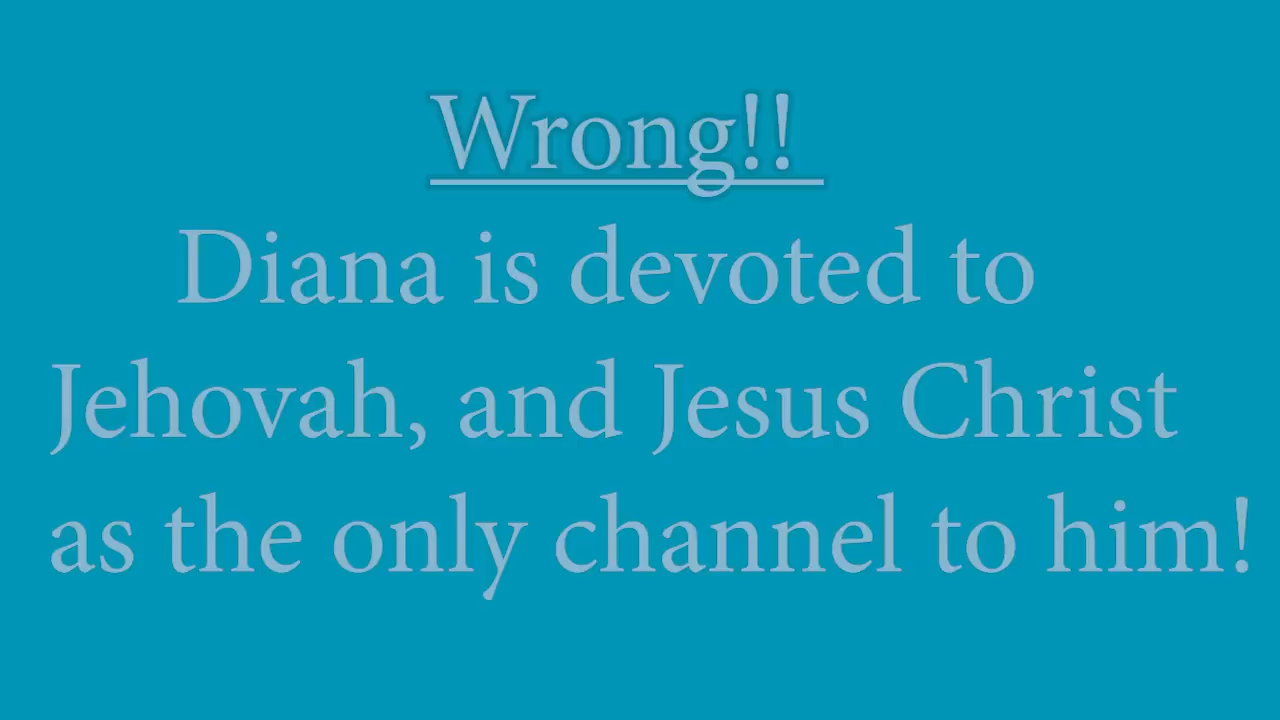 Wrong!!
Diana is devoted to
Jehovah, and Jesus Christ
as the only channel to him!